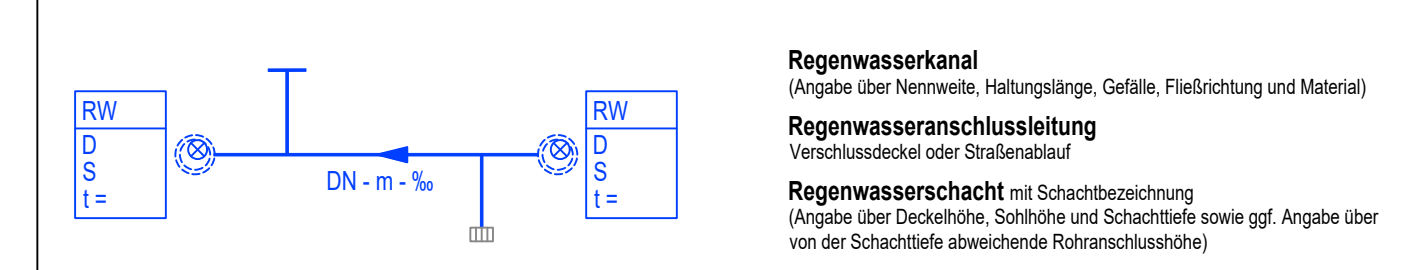 RW
D
S
t =
DN - m - ‰
RW
D
S
t =
Regenwasserkanal
(Angabe über Nennweite, Haltungslänge, Gefälle, Fließrichtung und Material)
Regenwasseranschlussleitung
Verschlussdeckel oder Straßenablauf
Regenwasserschacht mit Schachtbezeichnung
(Angabe über Deckelhöhe, Sohlhöhe und Schachttiefe sowie ggf. Angabe über
von der Schachttiefe abweichende Rohranschlusshöhe)